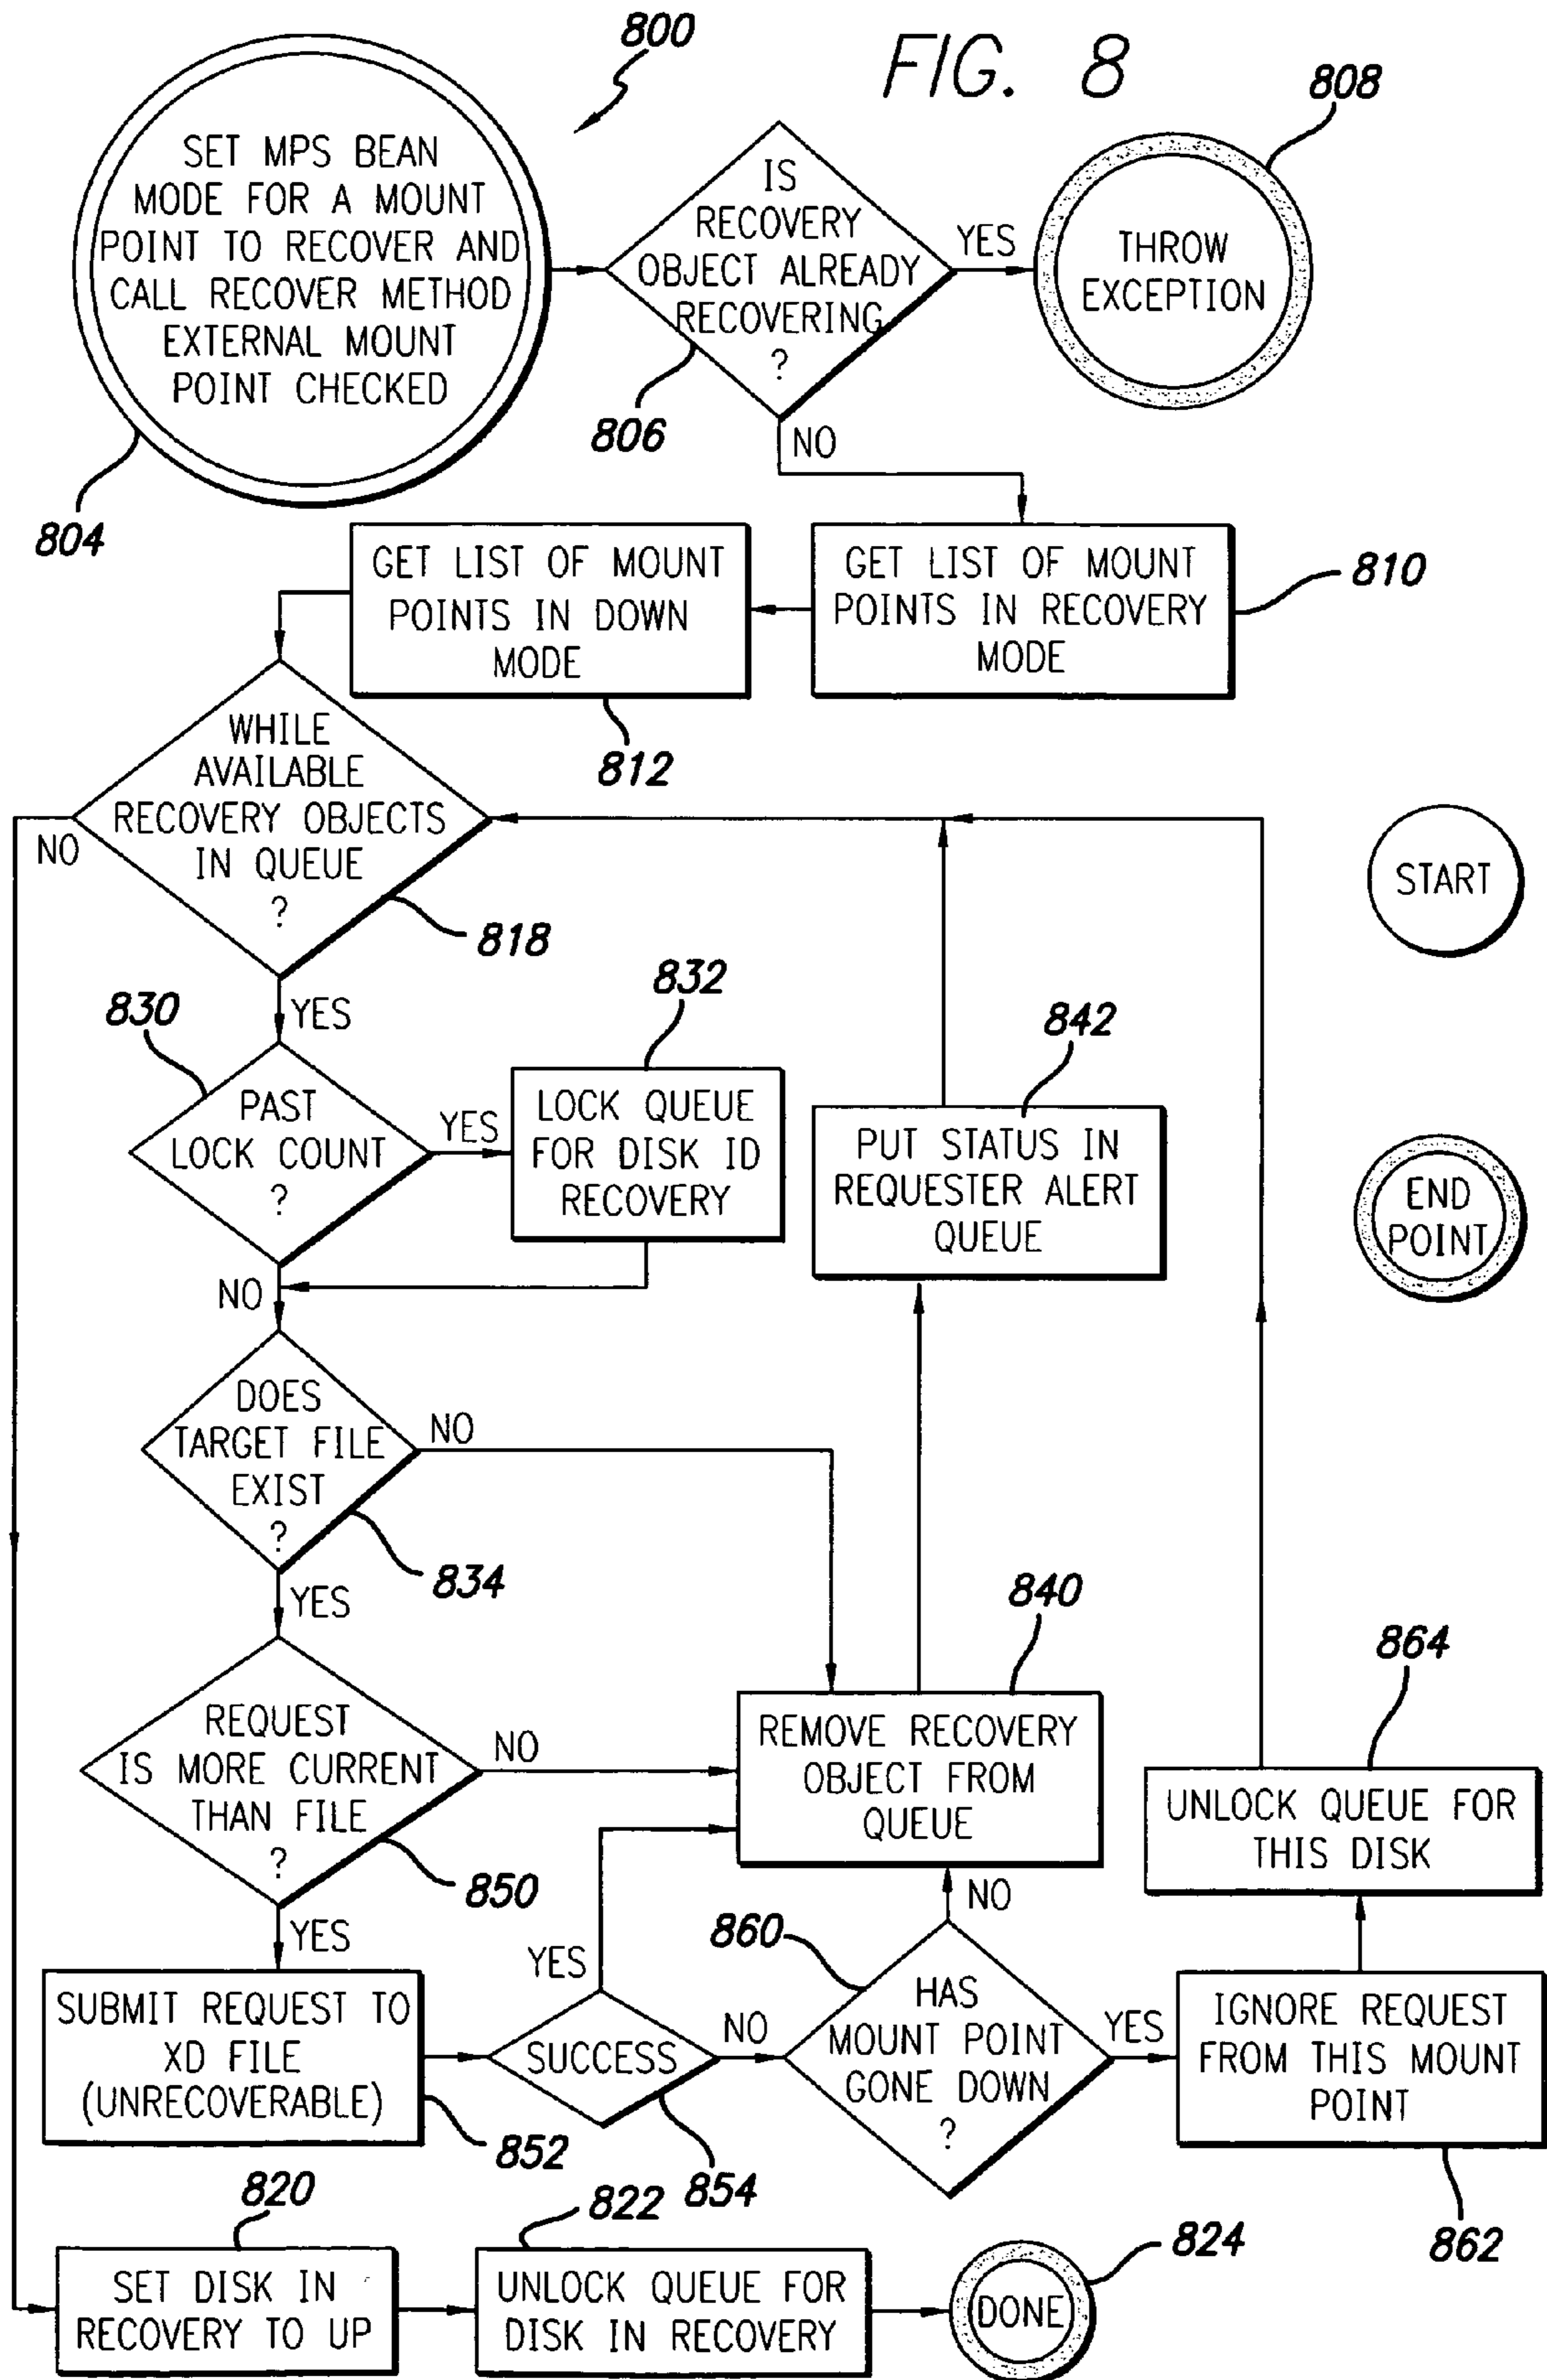 800
FIG. 8
808
SET MPS BEAN
MODE FOR A MOUNT
POINT TO RECOVER AND
CALL RECOVER METHOD
EXTERNAL MOUNT
POINT CHECKED
804
IS
RECOVERY
OBJECT ALREADY
RECOVERING
?
806
YES
NO
THROW
EXCEPTION
GET LIST OF MOUNT
POINTS IN DOWN
MODE
812
GET LIST OF MOUNT
POINTS IN RECOVERY
MODE
810
WHILE
AVAILABLE
RECOVERY OBJECTS
IN QUEUE
?
NO
818
YES
START
830
PAST
LOCK COUNT
?
YES
NO
832
LOCK QUEUE
FOR DISK ID
RECOVERY
842
PUT STATUS IN
REQUESTER ALERT
QUEUE
END
POINT
DOES
TARGET FILE
EXIST
?
NO
834
YES
840
REQUEST
IS MORE CURRENT
THAN FILE
?
NO
850
YES
REMOVE RECOVERY
OBJECT FROM
QUEUE
864
UNLOCK QUEUE FOR
THIS DISK
SUBMIT REQUEST TO
XD FILE
(UNRECOVERABLE)
852
YES
SUCCESS
NO
854
860
NO
HAS
MOUNT POINT
GONE DOWN
?
YES
IGNORE REQUEST
FROM THIS MOUNT
POINT
862
820
SET DISK IN
RECOVERY TO UP
822
UNLOCK QUEUE FOR
DISK IN RECOVERY
DONE
824